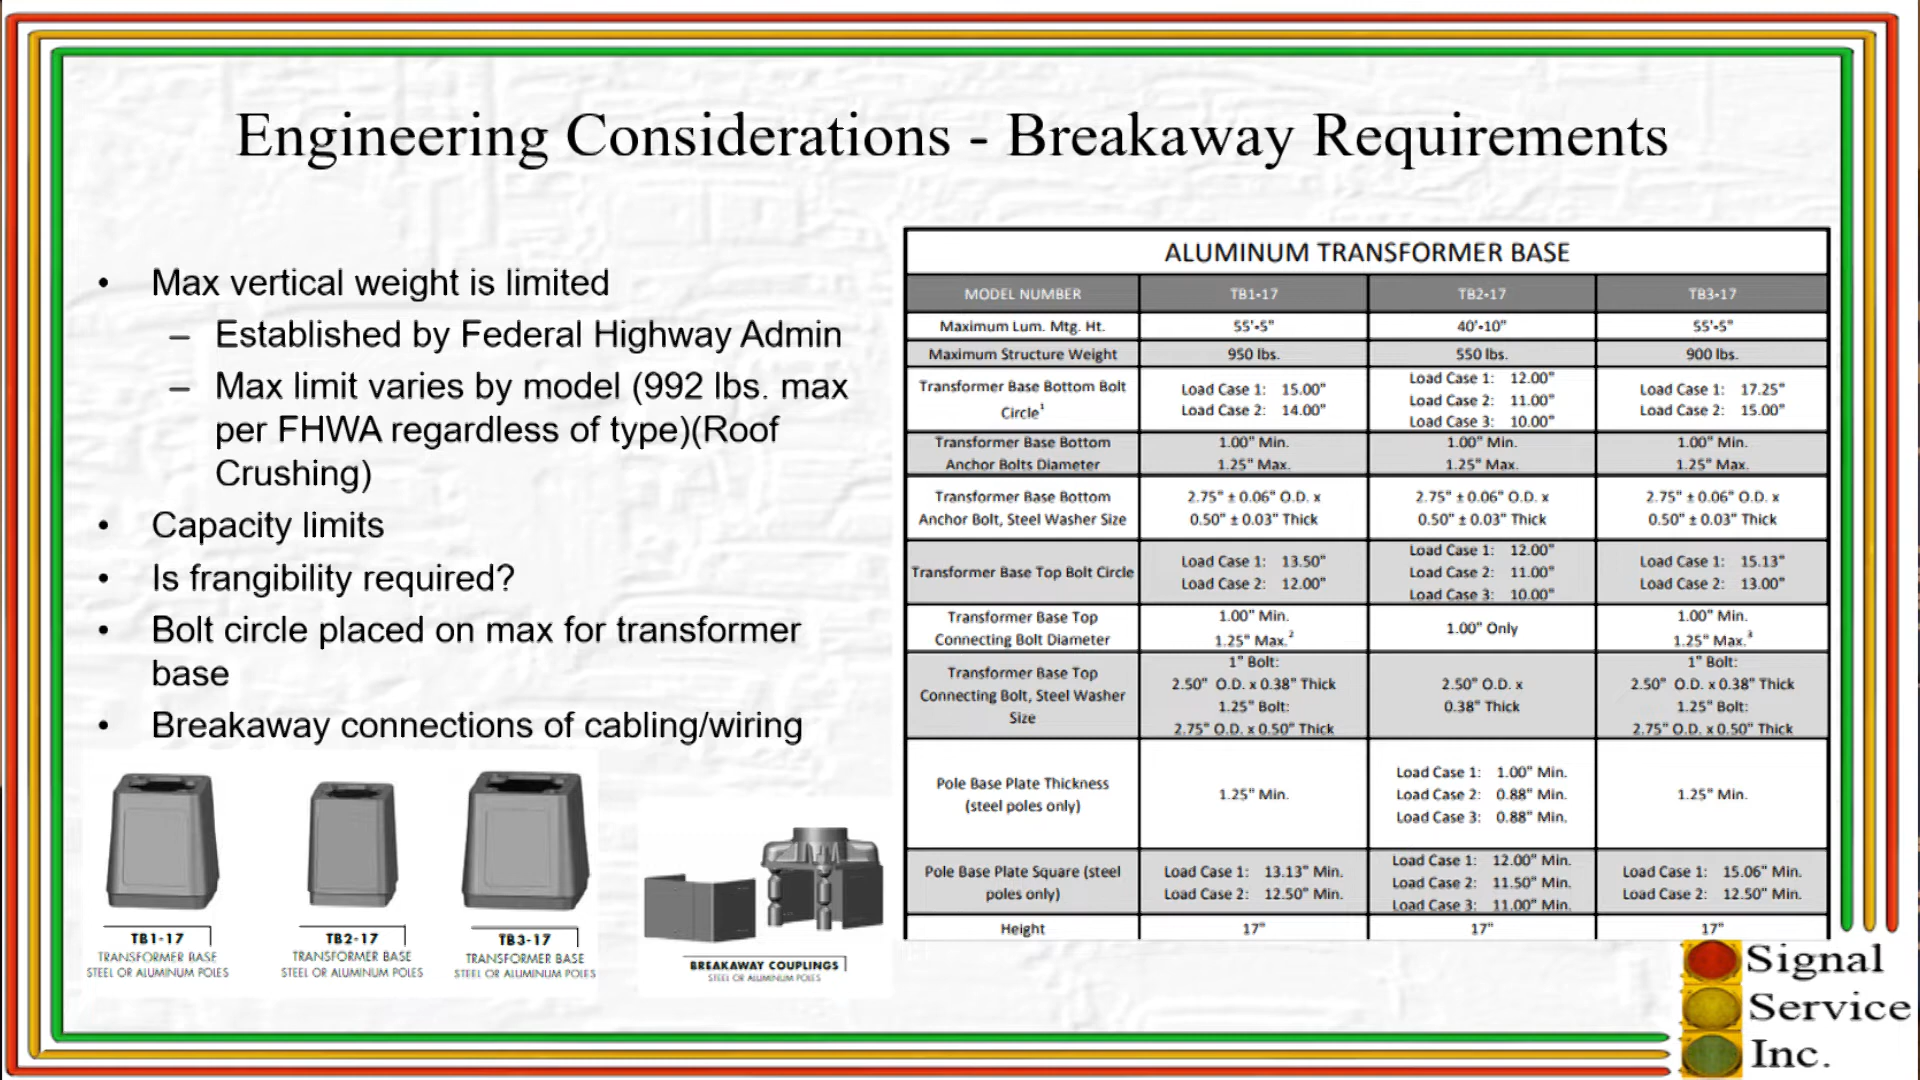 Engineering Considerations - Breakaway Requirements
• Max vertical weight is limited
– Established by Federal Highway Admin
– Max limit varies by model (992 lbs. max
per FHWA regardless of type)(Roof
Crushing)
• Capacity limits
• Is frangibility required?
• Bolt circle placed on max for transformer
base
• Breakaway connections of cabling/wiring
TB1-17
TRANSFORMER BASE
STEEL OR ALUMINUM POLES
TB2-17
TRANSFORMER BASE
STEEL OR ALUMINUM POLES
TB3-17
TRANSFORMER BASE
STEEL OR ALUMINUM POLES
BREAKAWAY COUPLINGS
STEEL OR ALUMINUM POLES
ALUMINUM TRANSFORMER BASE
MODEL NUMBER TB1-17 TB2-17 TB3-17
Maximum Lum. Mtg. Ht. 55'-5" 40'-10" 55'-5"
Maximum Structure Weight 950 lbs. 550 lbs. 900 lbs.
Transformer Base Bottom Bolt
Circle¹
Load Case 1: 15.00"
Load Case 2: 14.00"
Load Case 1: 12.00"
Load Case 2: 11.00"
Load Case 3: 10.00"
Load Case 1: 17.25"
Load Case 2: 15.00"
Transformer Base Bottom
Anchor Bolts Diameter
1.00" Min.
1.25" Max.
1.00" Min.
1.25" Max.
1.00" Min.
1.25" Max.
Transformer Base Bottom
Anchor Bolt, Steel Washer Size
2.75" ± 0.06" O.D. x
0.50" ± 0.03" Thick
2.75" ± 0.06" O.D. x
0.50" ± 0.03" Thick
2.75" ± 0.06" O.D. x
0.50" ± 0.03" Thick
Transformer Base Top Bolt Circle
Load Case 1: 13.50"
Load Case 2: 12.00"
Load Case 1: 12.00"
Load Case 2: 11.00"
Load Case 3: 10.00"
Load Case 1: 15.13"
Load Case 2: 13.00"
Transformer Base Top
Connecting Bolt Diameter
1.00" Min.
1.25" Max.²
1.00" Only
1.00" Min.
1.25" Max.³
Transformer Base Top
Connecting Bolt, Steel Washer
Size
1" Bolt:
2.50" O.D. x 0.38" Thick
1.25" Bolt:
2.75" O.D. x 0.50" Thick
2.50" O.D. x
0.38" Thick
1" Bolt:
2.50" O.D. x 0.38" Thick
1.25" Bolt:
2.75" O.D. x 0.50" Thick
Pole Base Plate Thickness
(steel poles only)
1.25" Min.
Load Case 1: 1.00" Min.
Load Case 2: 0.88" Min.
Load Case 3: 0.88" Min.
1.25" Min.
Pole Base Plate Square (steel
poles only)
Load Case 1: 13.13" Min.
Load Case 2: 12.50" Min.
Load Case 1: 12.00" Min.
Load Case 2: 11.50" Min.
Load Case 3: 11.00" Min.
Load Case 1: 15.06" Min.
Load Case 2: 12.50" Min.
Height 17" 17" 17"
Signal
Service
Inc.